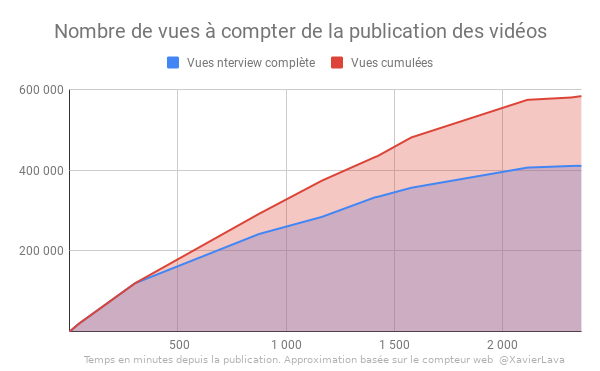 Nombre de vues à compter de la publication des vidéos
Vues nterview complète Vues cumulées
600 000
400 000
200 000
500 1 000 1 500 2 000
Temps en minutes depuis la publication. Approximation basée sur le compteur web @XavierLava